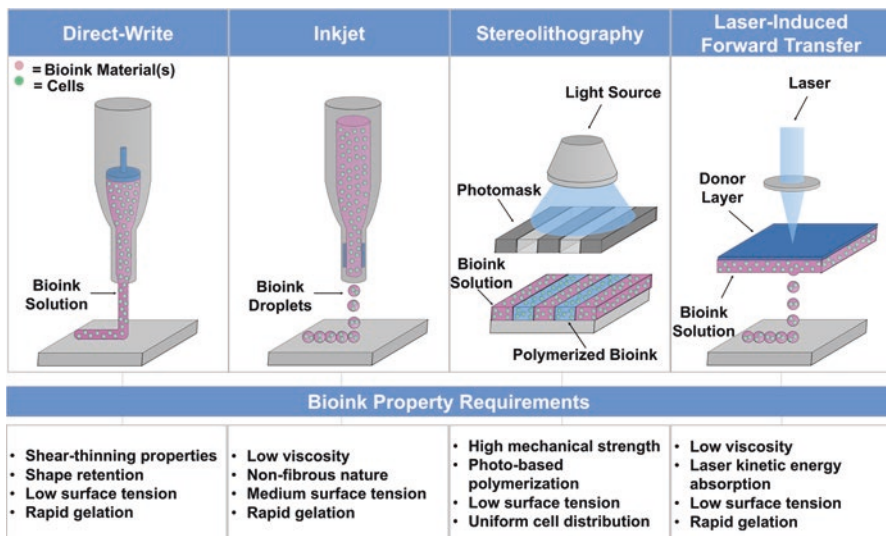 Direct-Write
= Bioink Material(s)
= Cells
Bioink
Solution
Inkjet
Bioink
Droplets
Stereolithography
Light Source
Photomask
Bioink
Solution
Polymerized Bioink
Laser-Induced
Forward Transfer
Laser
Donor
Layer
Bioink
Solution
Bioink Property Requirements
• Shear-thinning properties
• Shape retention
• Low surface tension
• Rapid gelation
• Low viscosity
• Non-fibrous nature
• Medium surface tension
• Rapid gelation
• High mechanical strength
• Photo-based
polymerization
• Low surface tension
• Uniform cell distribution
• Low viscosity
• Laser kinetic energy
absorption
• Low surface tension
• Rapid gelation